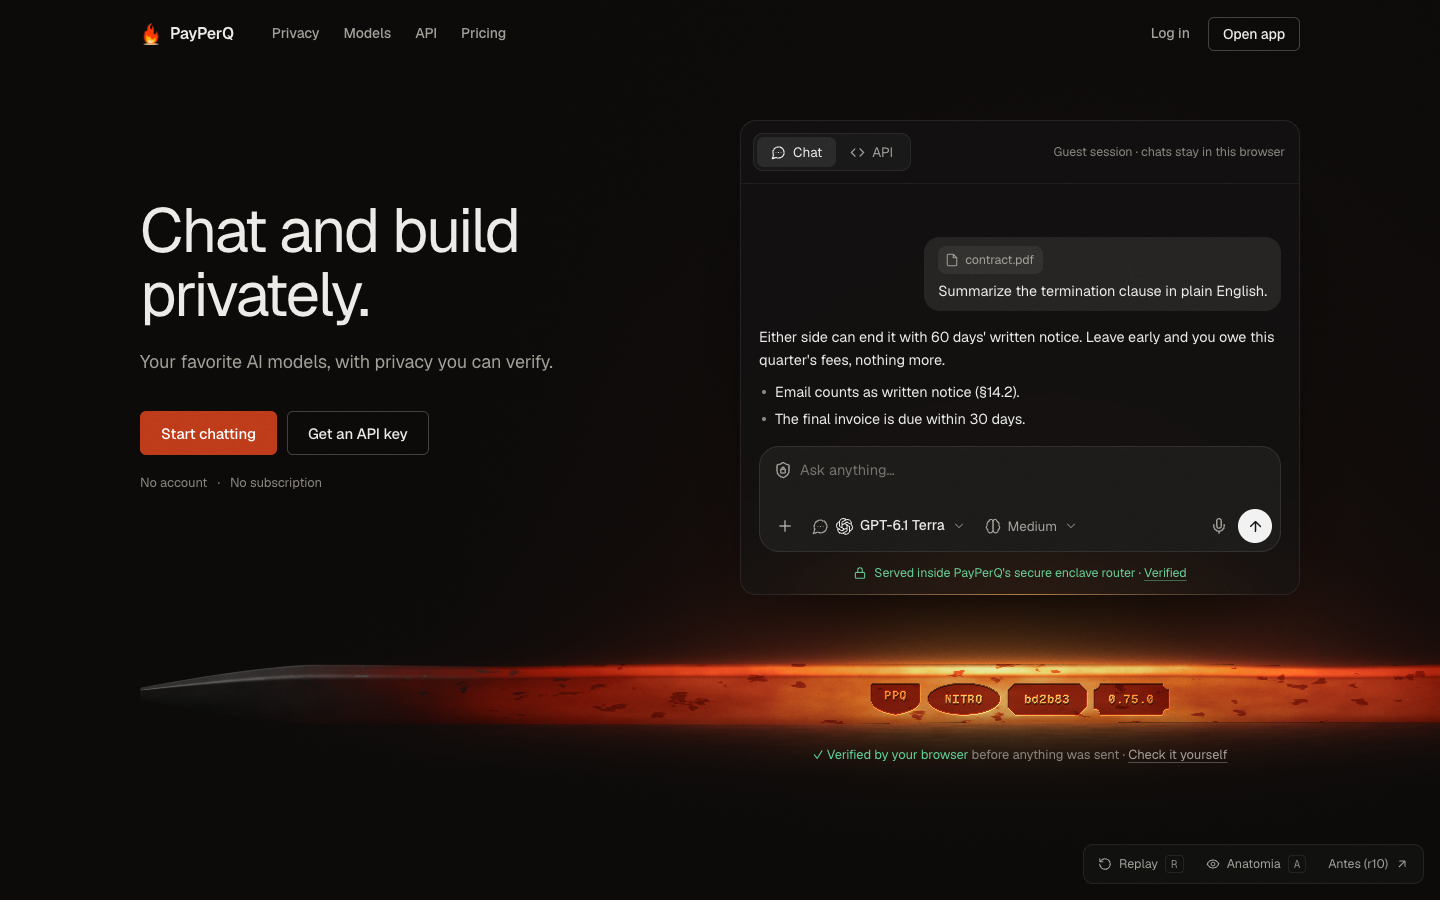 PayPerQ
Privacy
Models
API
Pricing
Log in
Open app
Chat and build
privately.
Your favorite AI models, with privacy you can verify.
Start chatting
Get an API key
No account · No subscription
Chat
API
Guest session · chats stay in this browser
contract.pdf
Summarize the termination clause in plain English.
Either side can end it with 60 days' written notice. Leave early and you owe this
quarter's fees, nothing more.
• Email counts as written notice (§14.2).
• The final invoice is due within 30 days.
Ask anything...
GPT-6.1 Terra
Medium
Served inside PayPerQ's secure enclave router · Verified
PPQ
NITRO
bd2b83
0.75.0
✓ Verified by your browser before anything was sent · Check it yourself
Replay R
Anatomia A
Antes (r10) ↗